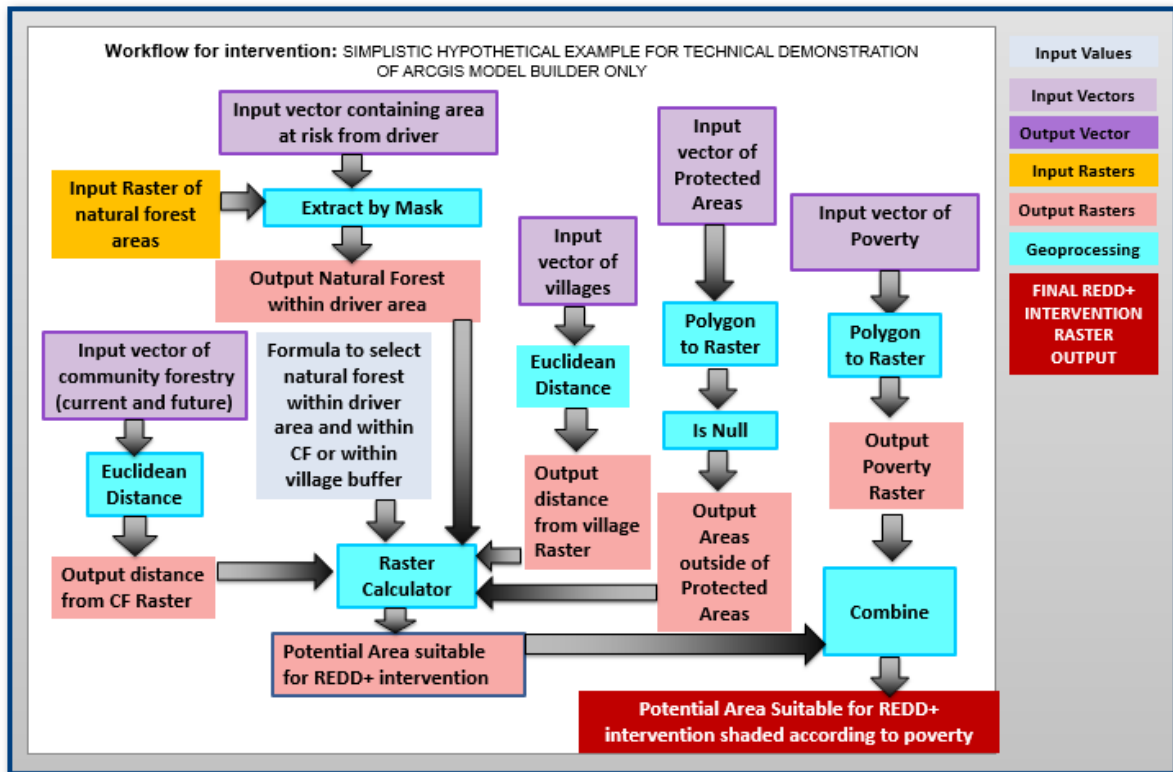 Workflow for intervention: SIMPLISTIC HYPOTHETICAL EXAMPLE FOR TECHNICAL DEMONSTRATION
OF ARCGIS MODEL BUILDER ONLY
Input vector containing area
at risk from driver
Input Raster of
natural forest
areas
Extract by Mask
Output Natural Forest
within driver area
Input vector of
community forestry
(current and future)
Euclidean
Distance
Output distance
from CF Raster
Formula to select
natural forest
within driver
area and within
CF or within
village buffer
Raster
Calculator
Potential Area suitable
for REDD+ intervention
Input
vector of
villages
Euclidean
Distance
Output
distance
from village
Raster
Input
vector of
Protected
Areas
Polygon
to Raster
Is Null
Output
Areas
outside of
Protected
Areas
Input vector of
Poverty
Polygon
to Raster
Output
Poverty
Raster
Combine
Potential Area Suitable for REDD+
intervention shaded according to poverty
Input Values
Input Vectors
Output Vector
Input Rasters
Output Rasters
Geoprocessing
FINAL REDD+
INTERVENTION
RASTER
OUTPUT